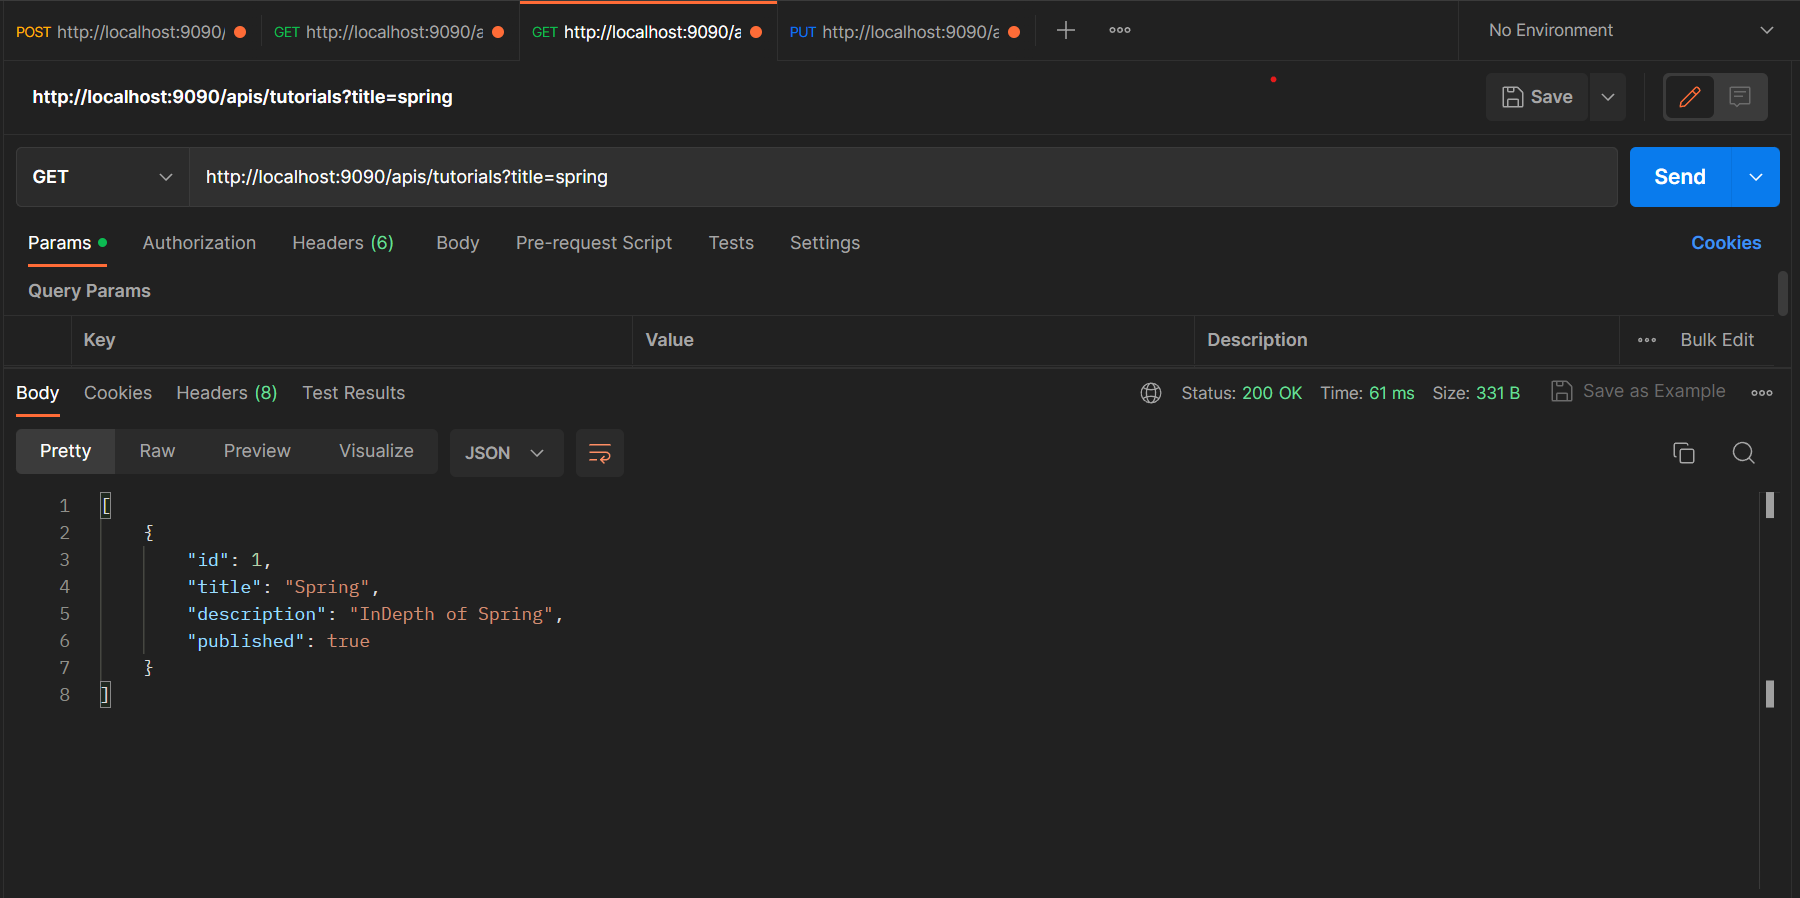 POST http://localhost:9090/ GET http://localhost:9090/a GET http://localhost:9090/a PUT http://localhost:9090/a No Environment
http://localhost:9090/apis/tutorials?title=spring Save
GET http://localhost:9090/apis/tutorials?title=spring Send
Params Authorization Headers (6) Body Pre-request Script Tests Settings Cookies
Query Params
Key Value Description Bulk Edit
Body Cookies Headers (8) Test Results Status: 200 OK Time: 61 ms Size: 331 B Save as Example
Pretty Raw Preview Visualize JSON
1 [
2 {
3 "id": 1,
4 "title": "Spring",
5 "description": "InDepth of Spring",
6 "published": true
7 }
8 ]